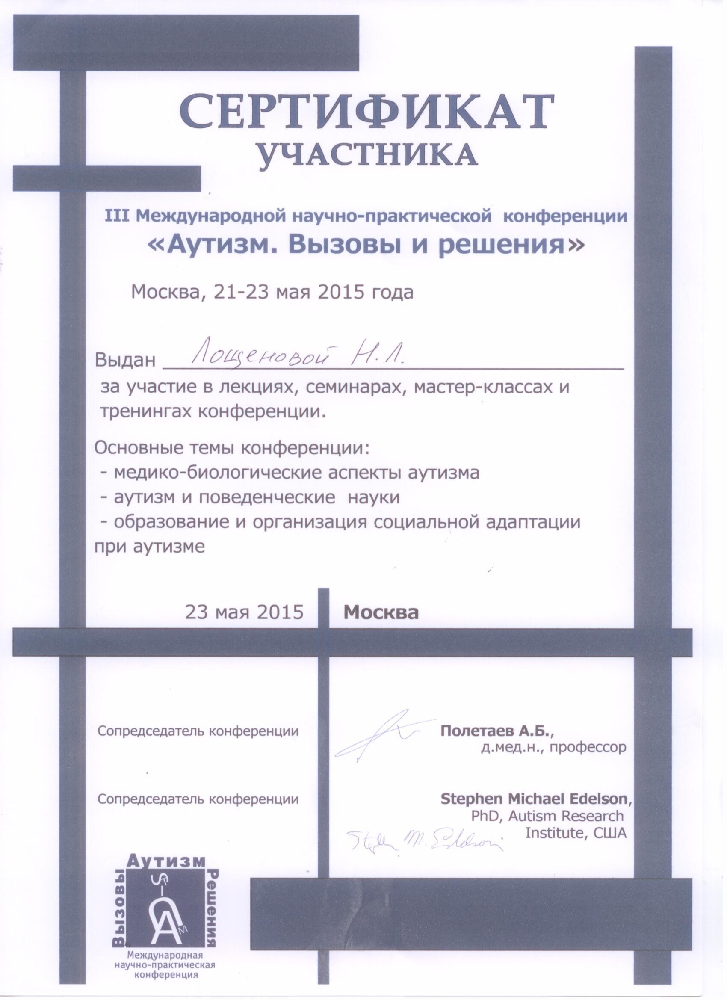 СЕРТИФИКАТ
УЧАСТНИКА
III Международной научно-практической конференции
«Аутизм. Вызовы и решения»
Москва, 21-23 мая 2015 года
Выдан Лощеновой Н.Л.
за участие в лекциях, семинарах, мастер-классах и
тренингах конференции.
Основные темы конференции:
- медико-биологические аспекты аутизма
- аутизм и поведенческие науки
- образование и организация социальной адаптации
при аутизме
23 мая 2015 Москва
Сопредседатель конференции
Полетаев А.Б.,
д.мед.н., профессор
Сопредседатель конференции
Stephen Michael Edelson,
PhD, Autism Research
Institute, США
Stephen M. Edelson
Аутизм
Вызовы
Решения
Международная
научно-практическая
конференция